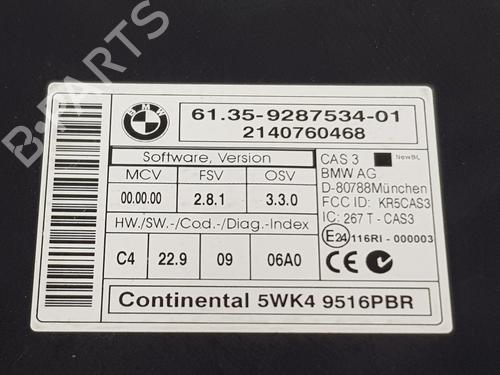 B-PARTS
BMW
61.35-9287534-01
2140760468
Software, Version
MCV FSV OSV
00.00.00 2.8.1 3.3.0
HW./SW.-/Cod.-/Diag.-Index
C4 22.9 09 06A0
CAS 3 NewBL
BMW AG
D-80788München
FCC ID: KR5CAS3
IC: 267 T - CAS3
E24 116RI - 000003
Continental 5WK4 9516PBR